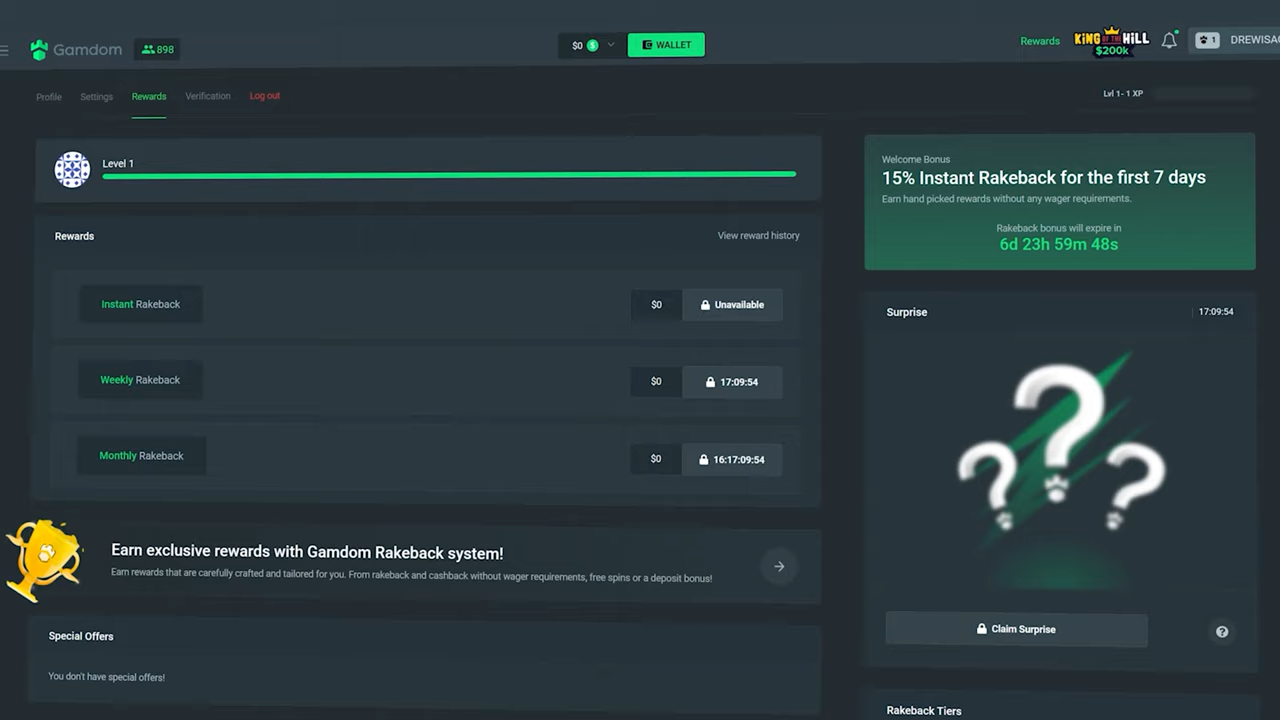 Gamdom
898
$0
WALLET
Rewards
KING OF THE HILL
$200k
1
Profile
Settings
Rewards
Verification
Log out
Lvl 1 - 1 XP
Level 1
Rewards
View reward history
Instant Rakeback
$0
Unavailable
Weekly Rakeback
$0
17:09:54
Monthly Rakeback
$0
16:17:09:54
Earn exclusive rewards with Gamdom Rakeback system!
Earn rewards that are carefully crafted and tailored for you. From rakeback and cashback without wager requirements, free spins or a deposit bonus!
Special Offers
You don't have special offers!
Welcome Bonus
15% Instant Rakeback for the first 7 days
Earn hand picked rewards without any wager requirements.
Rakeback bonus will expire in
6d 23h 59m 48s
Surprise
17:09:54
???
Claim Surprise
?
Rakeback Tiers